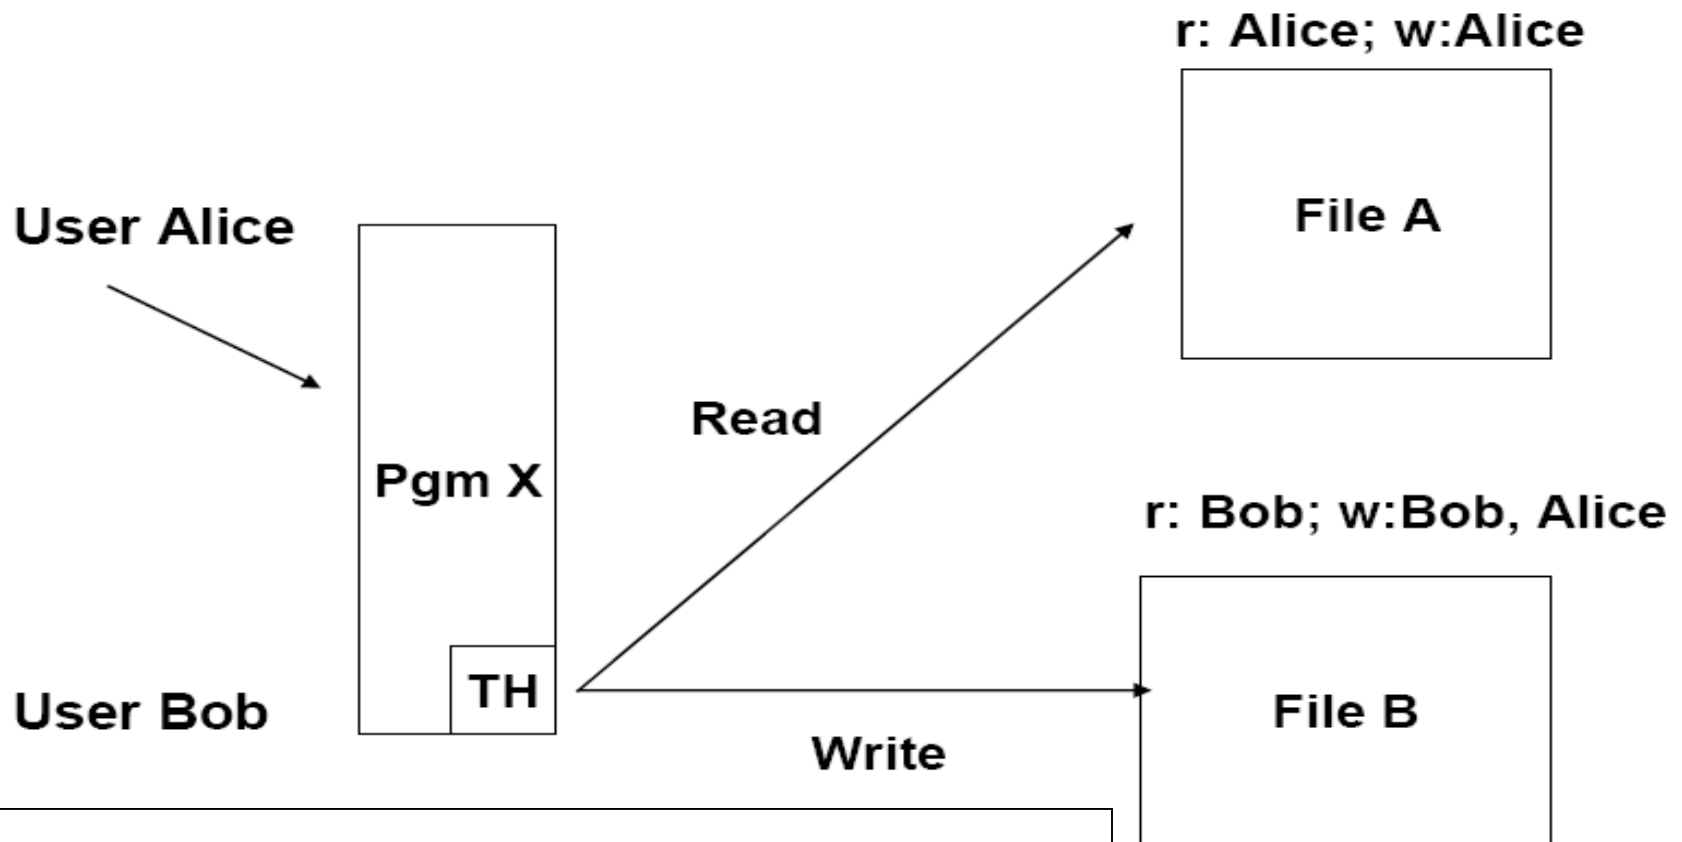 r: Alice; w:Alice
File A
User Alice
Read
Pgm X
r: Bob; w:Bob, Alice
TH
File B
User Bob
Write